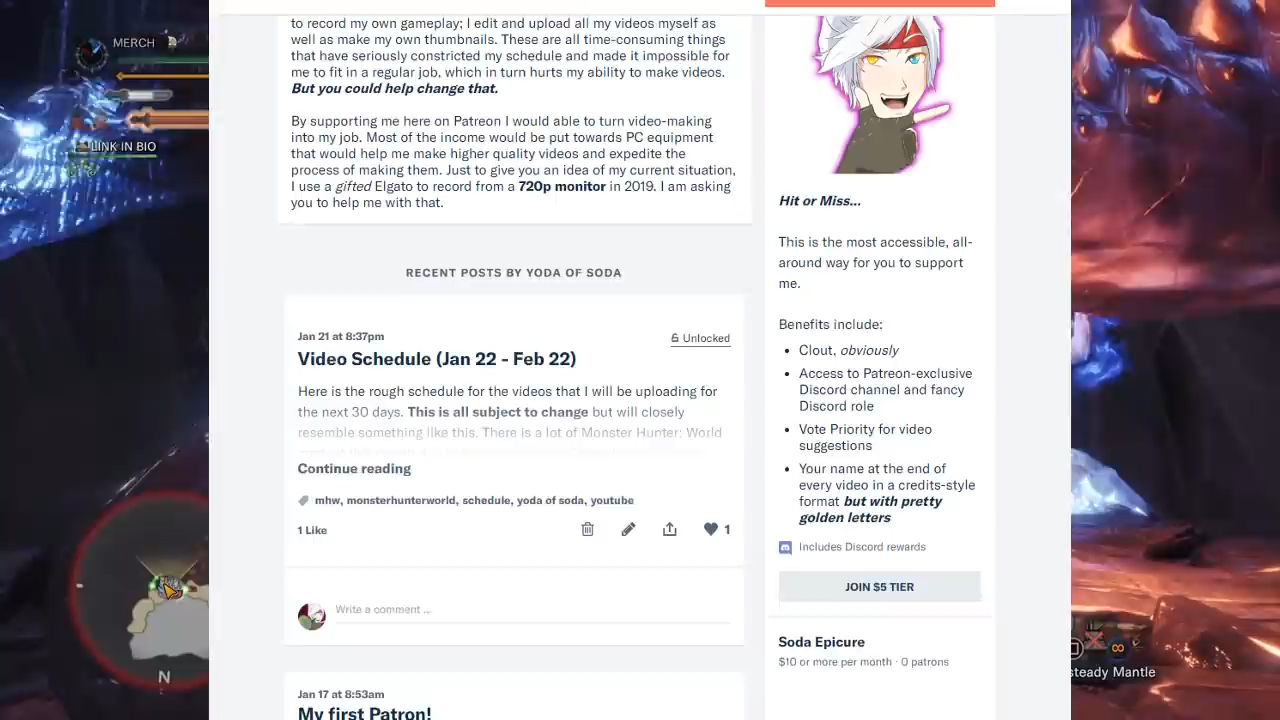 MERCH
LINK IN BIO
to record my own gameplay; I edit and upload all my videos myself as
well as make my own thumbnails. These are all time-consuming things
that have seriously constricted my schedule and made it impossible for
me to fit in a regular job, which in turn hurts my ability to make videos.
But you could help change that.
By supporting me here on Patreon I would able to turn video-making
into my job. Most of the income would be put towards PC equipment
that would help me make higher quality videos and expedite the
process of making them. Just to give you an idea of my current situation,
I use a gifted Elgato to record from a 720p monitor in 2019. I am asking
you to help me with that.
RECENT POSTS BY YODA OF SODA
Jan 21 at 8:37pm
Unlocked
Video Schedule (Jan 22 - Feb 22)
Here is the rough schedule for the videos that I will be uploading for
the next 30 days. This is all subject to change but will closely
resemble something like this. There is a lot of Monster Hunter: World
Continue reading
mhw, monsterhunterworld, schedule, yoda of soda, youtube
1 Like
1
Write a comment ...
Jan 17 at 8:53am
My first Patron!
Hit or Miss...
This is the most accessible, all-
around way for you to support
me.
Benefits include:
• Clout, obviously
• Access to Patreon-exclusive
Discord channel and fancy
Discord role
• Vote Priority for video
suggestions
• Your name at the end of
every video in a credits-style
format but with pretty
golden letters
Includes Discord rewards
JOIN $5 TIER
Soda Epicure
$10 or more per month · 0 patrons
N
steady Mantle